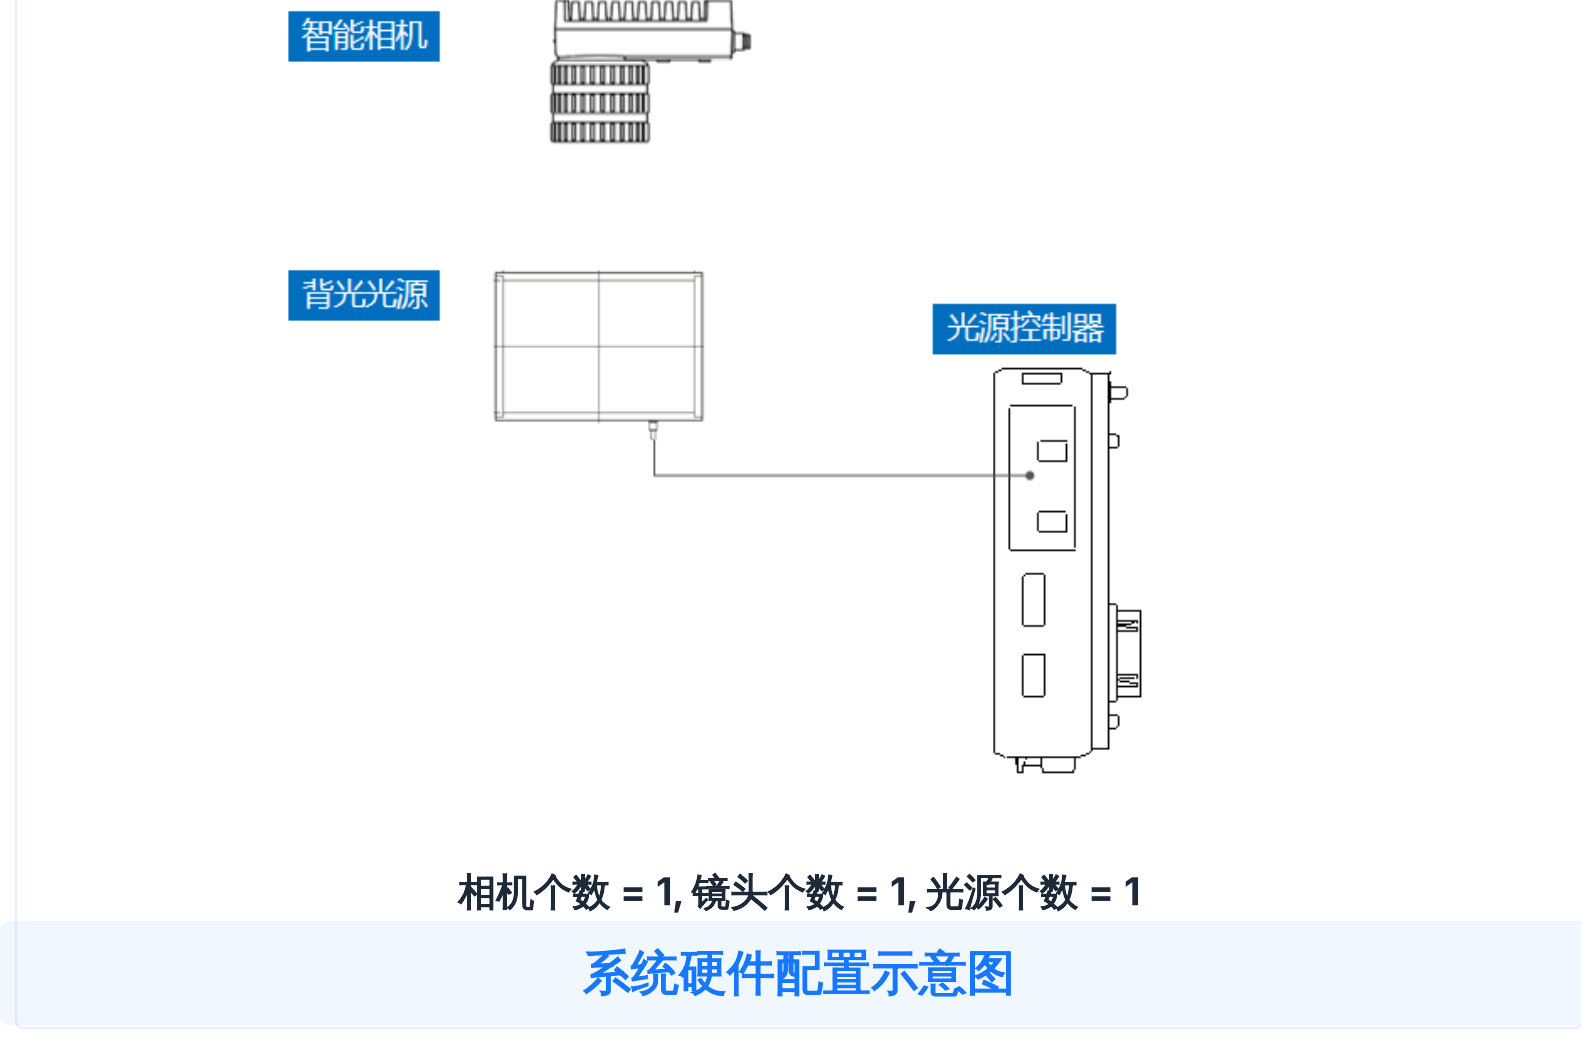 智能相机
背光光源
光源控制器
相机个数 = 1, 镜头个数 = 1, 光源个数 = 1
系统硬件配置示意图